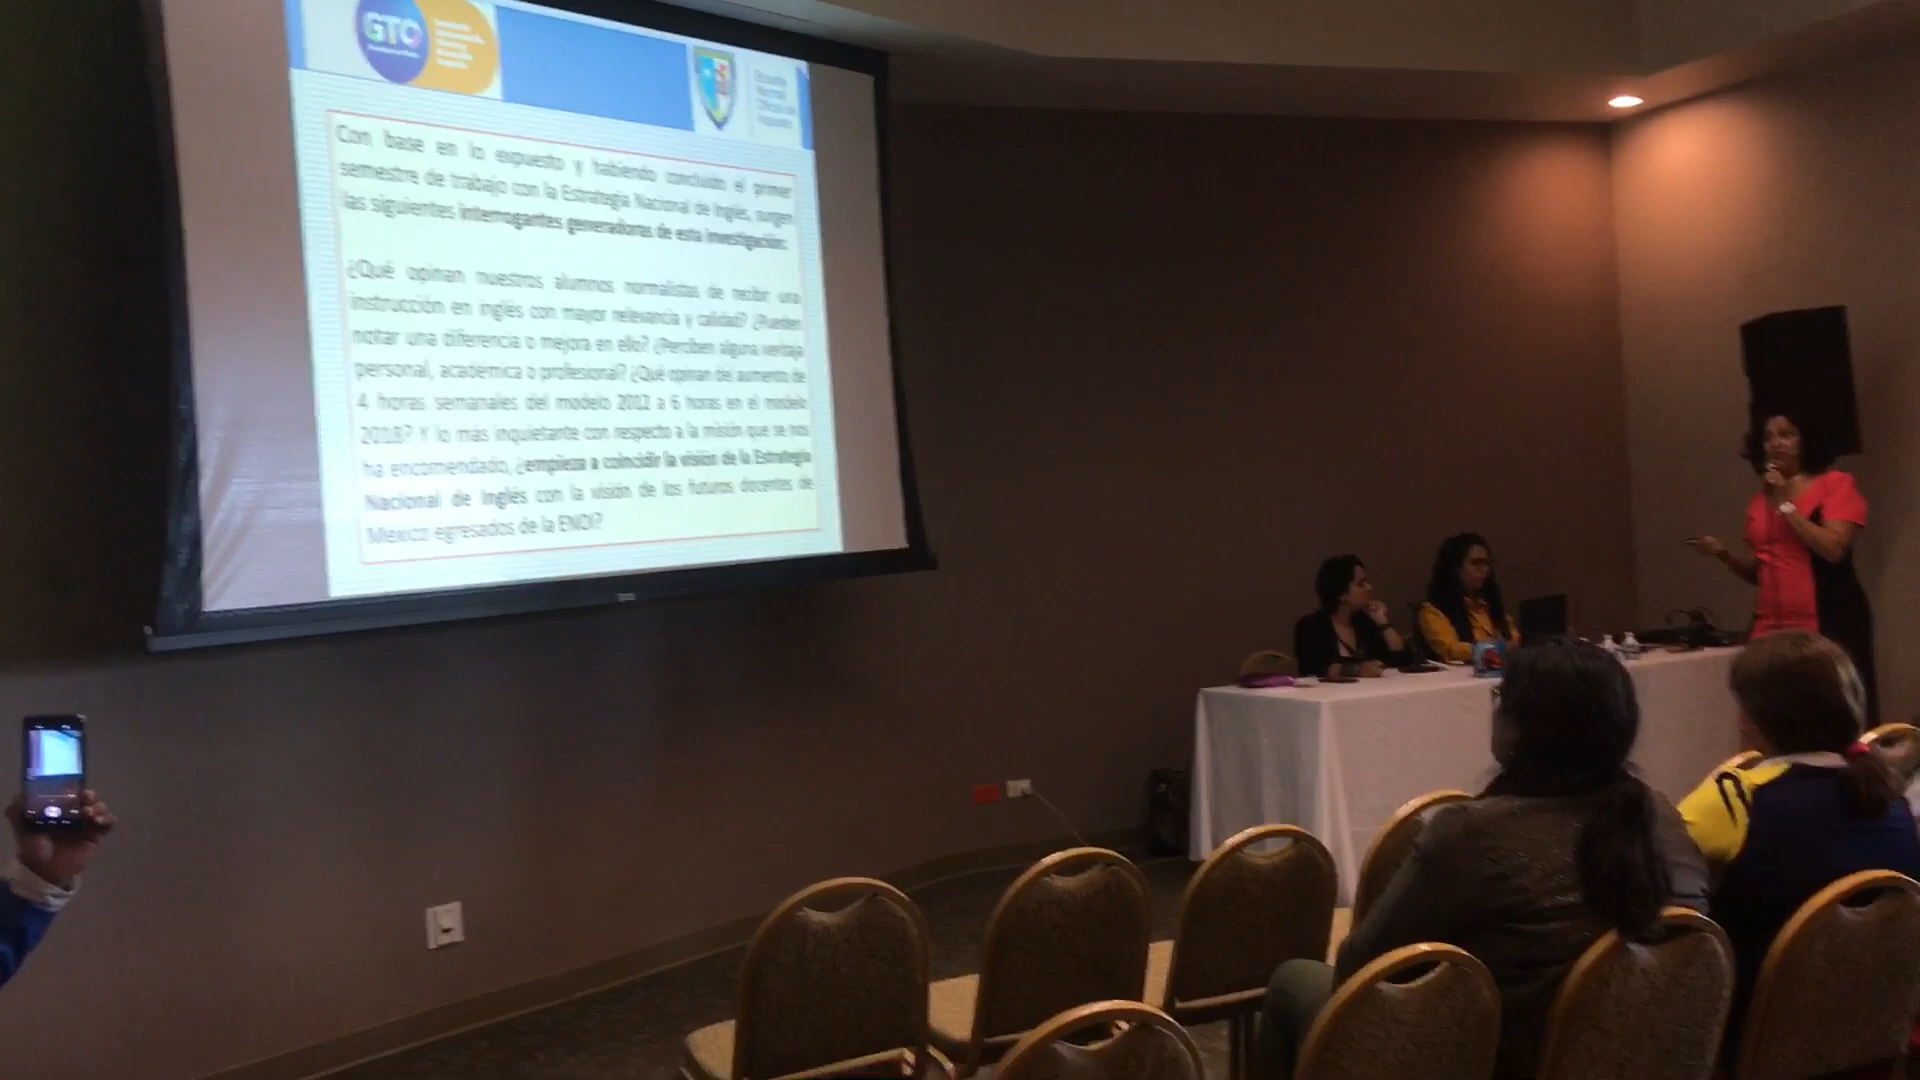 GTO
Escuela
Normal
Oficial de
Irapuato
Con base en lo expuesto y habiendo concluido el primer
semestre de trabajo con la Estrategia Nacional de Inglés, surgen
las siguientes interrogantes generadoras de esta investigación:
¿Qué opinan nuestros alumnos normalistas de recibir una
instrucción en inglés con mayor relevancia y calidad? ¿Pueden
notar una diferencia o mejora en ello? ¿Perciben alguna ventaja
personal, académica o profesional? ¿Qué opinan del aumento de
4 horas semanales del modelo 2012 a 6 horas en el modelo
2018? Y lo más inquietante con respecto a la misión que se nos
ha encomendado, ¿empieza a coincidir la visión de la Estrategia
Nacional de Inglés con la visión de los futuros docentes de
México egresados de la ENOI?